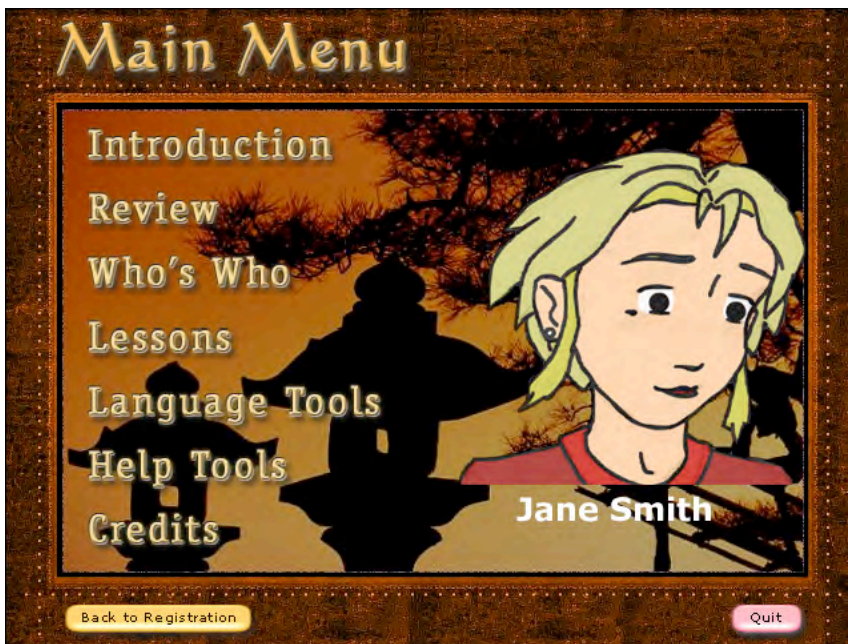 Main Menu
Introduction
Review
Who's Who
Lessons
Language Tools
Help Tools
Credits
Jane Smith
Back to Registration
Quit